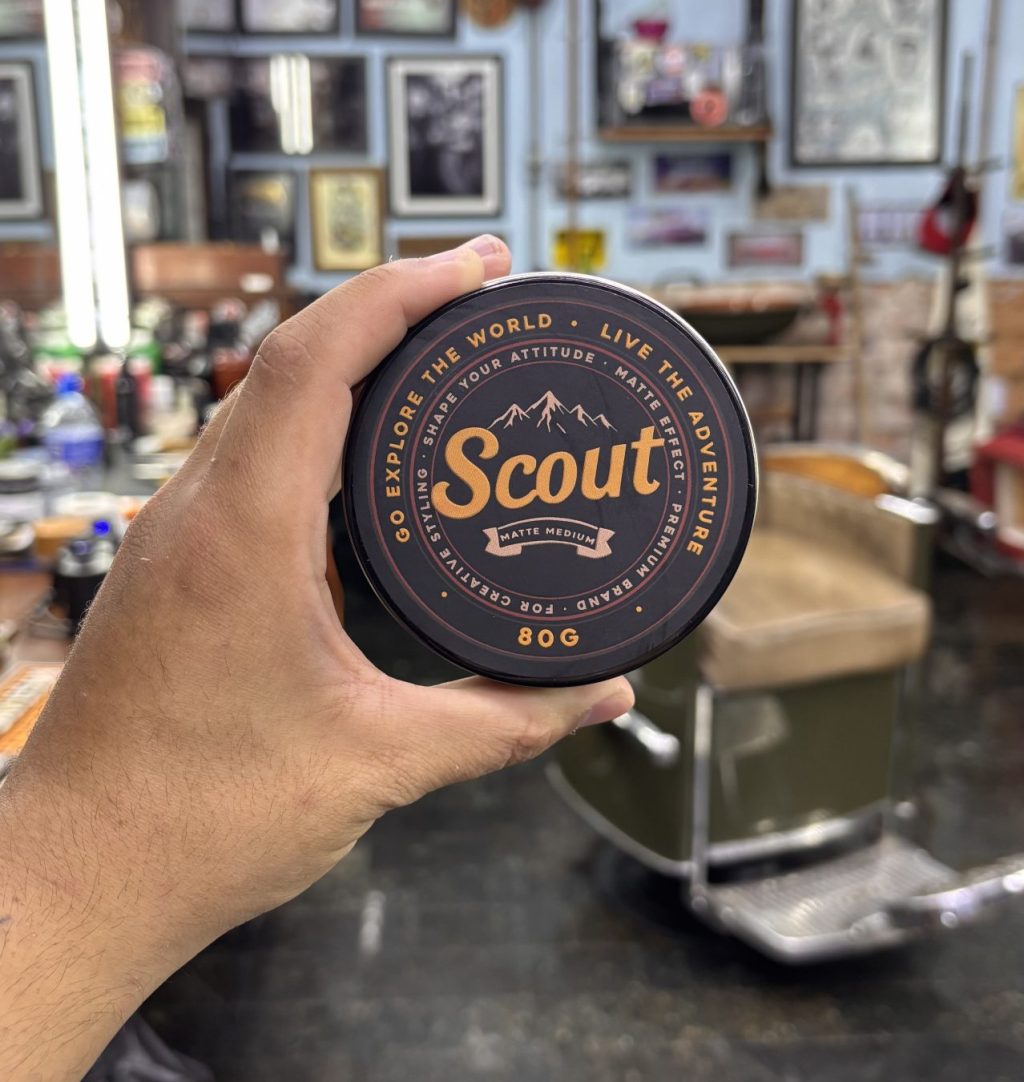 GO EXPLORE THE WORLD · LIVE THE ADVENTURE
SHAPE YOUR ATTITUDE · MATTE EFFECT · PREMIUM BRAND · FOR CREATIVE STYLING ·
Scout
MATTE MEDIUM
80G